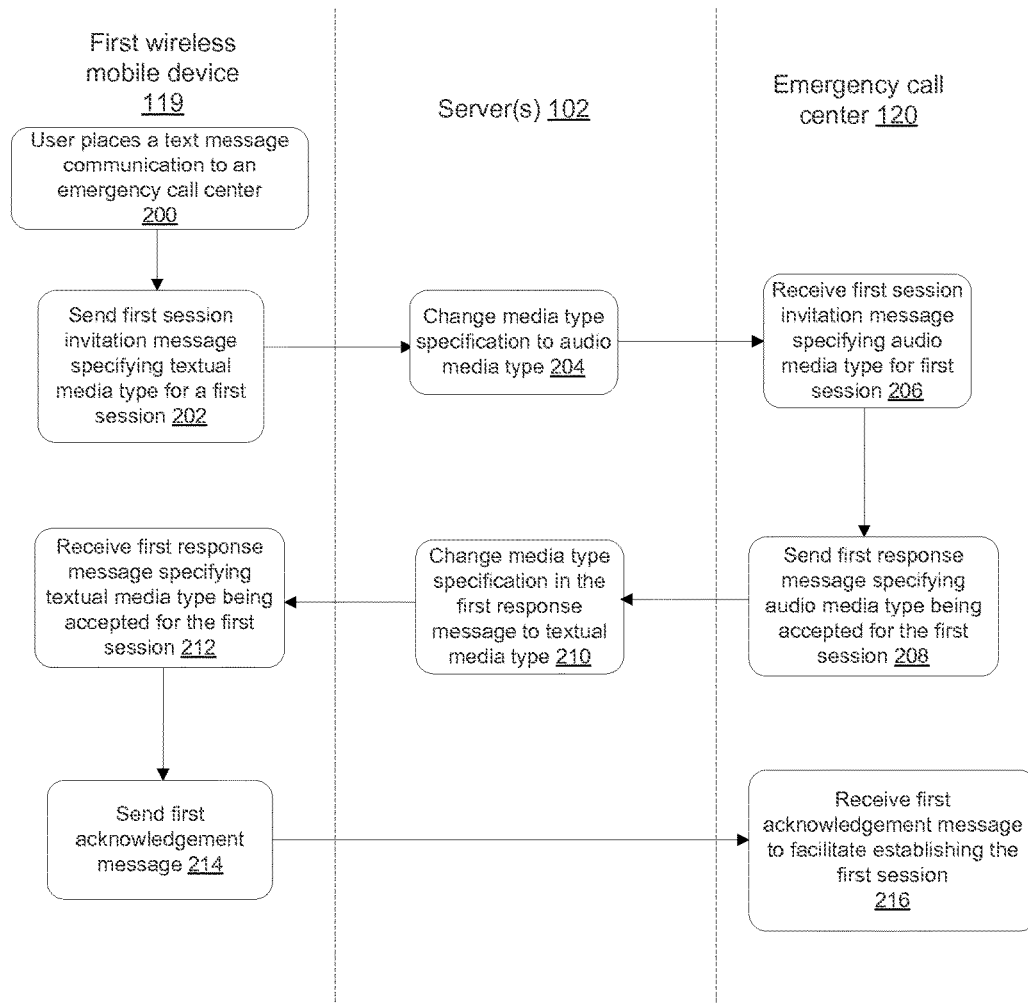 First wireless
mobile device
119
Server(s) 102
Emergency call
center 120
User places a text message
communication to an
emergency call center
200
Send first session
invitation message
specifying textual
media type for a first
session 202
Change media type
specification to audio
media type 204
Receive first session
invitation message
specifying audio
media type for first
session 206
Receive first response
message specifying
textual media type being
accepted for the first
session 212
Change media type
specification in the
first response
message to textual
media type 210
Send first response
message specifying
audio media type being
accepted for the first
session 208
Send first
acknowledgement
message 214
Receive first
acknowledgement message
to facilitate establishing the
first session
216